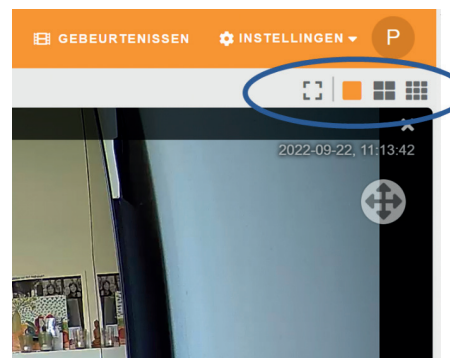 GEBEURTENISSEN INSTELLINGEN P
2022-09-22, 11:13:42